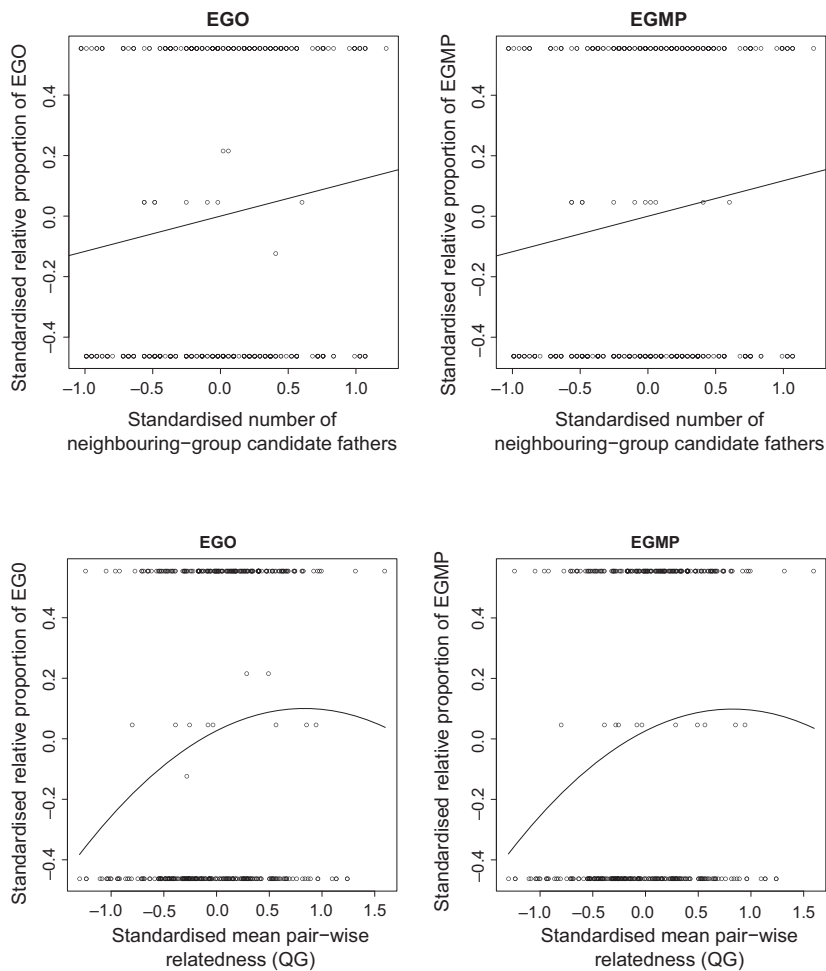 EGO
EGMP
Standardised relative proportion of EGO
0.4
0.2
0.0
−0.2
−0.4
−1.0 −0.5 0.0 0.5 1.0
Standardised number of
neighbouring−group candidate fathers
Standardised relative proportion of EGMP
0.4
0.2
0.0
−0.2
−0.4
−1.0 −0.5 0.0 0.5 1.0
Standardised number of
neighbouring−group candidate fathers
EGO
EGMP
Standardised relative proportion of EG0
0.4
0.2
0.0
−0.2
−0.4
−1.0 −0.5 0.0 0.5 1.0 1.5
Standardised mean pair−wise
relatedness (QG)
Standardised relative proportion of EGMP
0.4
0.2
0.0
−0.2
−0.4
−1.0 −0.5 0.0 0.5 1.0 1.5
Standardised mean pair−wise
relatedness (QG)